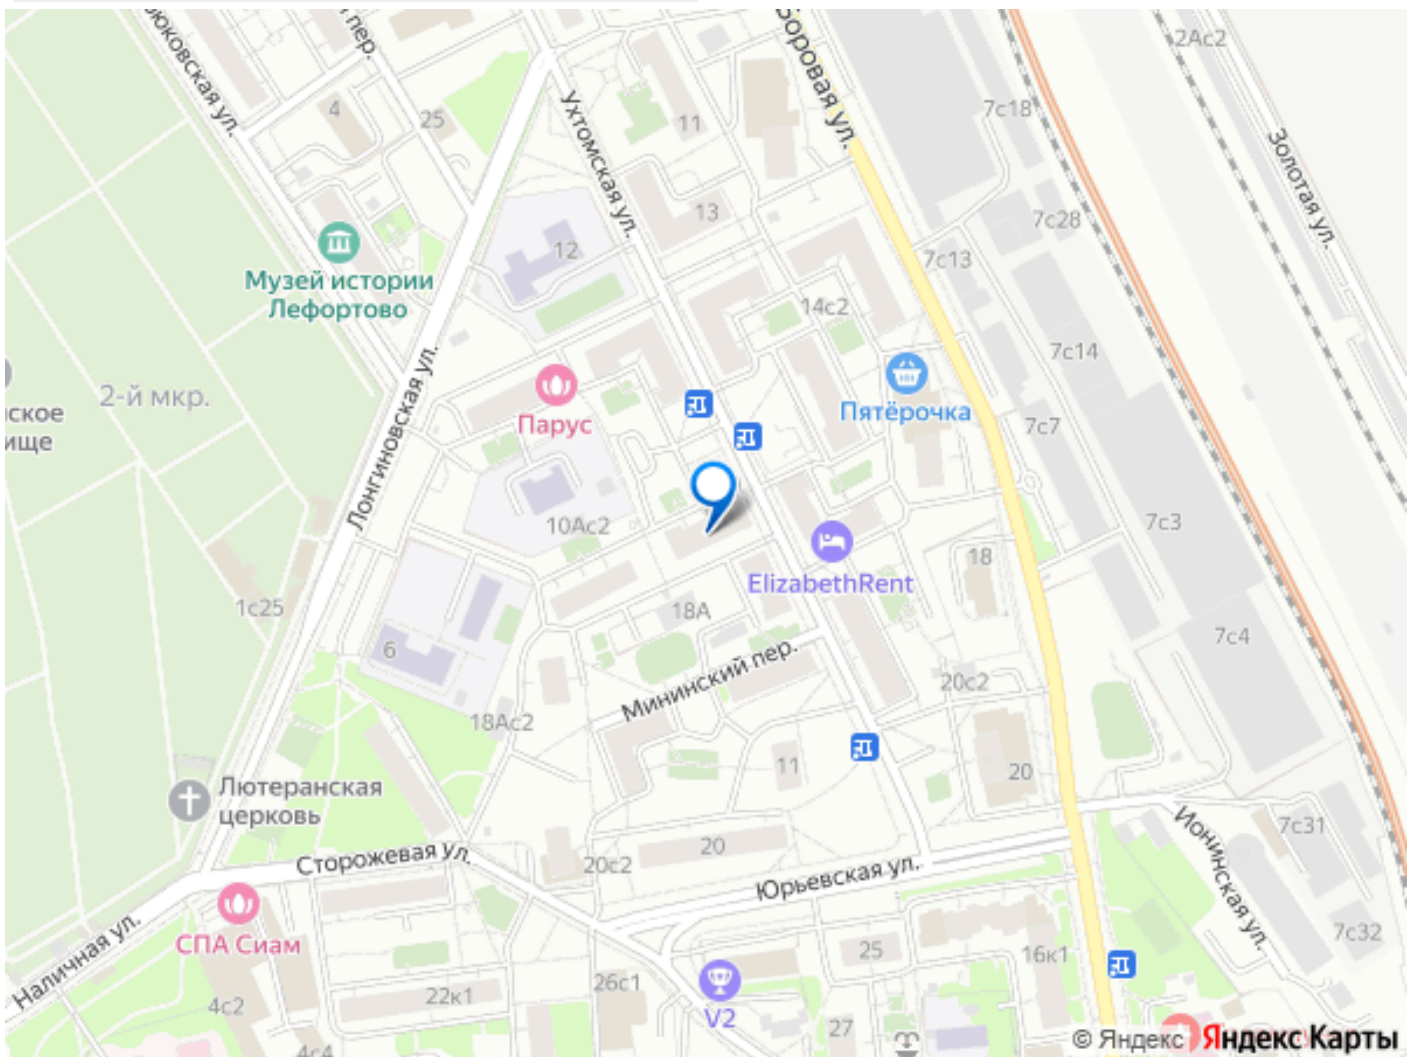 2Ас2
Боровая ул.
пер.
7с18
4
25
11
Ухтомская ул.
Золотая ул.
13
7с28
12
7с13
Музей истории
Лефортово
14с2
7с14
2-й мкр.
Лонгиновская ул.
Парус
Пятёрочка
ское
ище
7с7
10Ас2
7с3
18
ElizabethRent
1с25
18А
7с4
6
Мининский пер.
20с2
18Ас2
11
20
Лютеранская
церковь
Ионинская ул.
7с31
Сторожевая ул.
20с2
20
Юрьевская ул.
Наличная ул.
СПА Сиам
25
16к1
7с32
26с1
22к1
4с2
V2
27
4с4
© Яндекс
Яндекс Карты